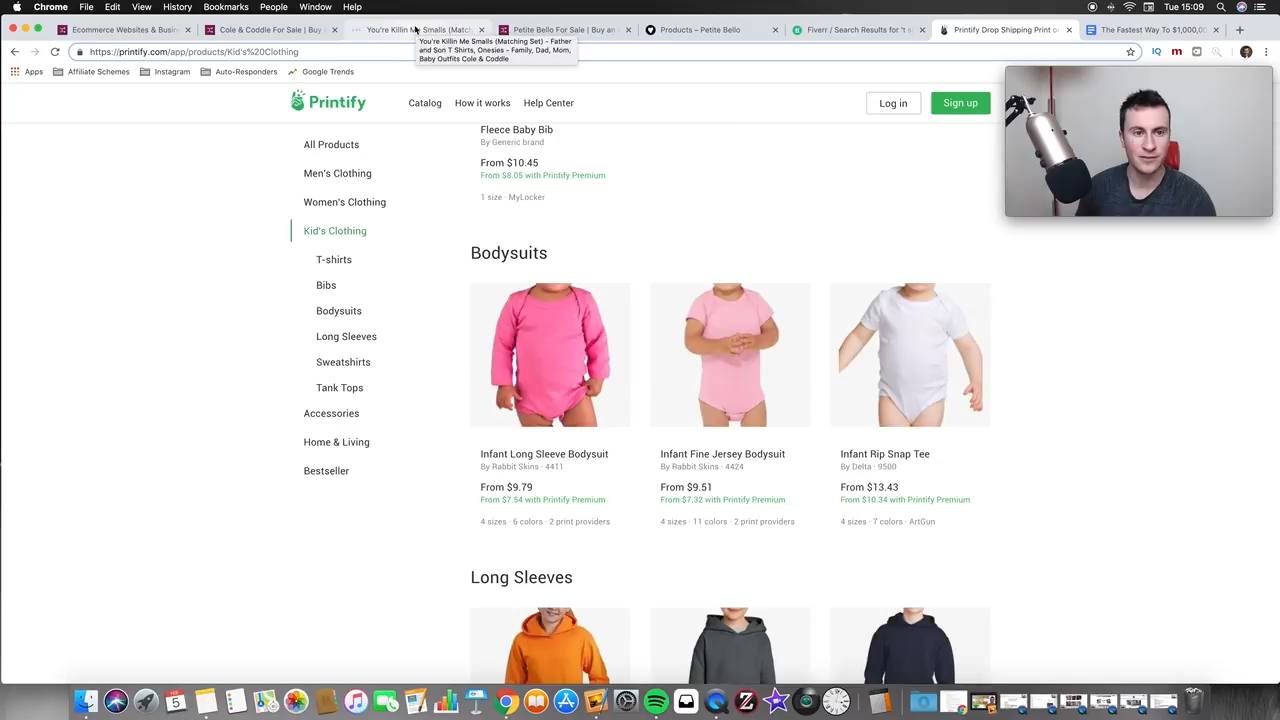 Chrome File Edit View History Bookmarks People Window Help
Tue 15:09
Ecommerce Websites & Busin
Cole & Coddle For Sale | Buy an
You're Killin Me Smalls (Match
Petite Bello For Sale | Buy an
Products – Petite Bello
Fiverr / Search Results for 't s
Printify Drop Shipping Print o
The Fastest Way To $1,000,
https://printify.com/app/products/Kid's%20Clothing
You're Killin Me Smalls (Matching Set) – Father
and Son T Shirts, Onesies - Family, Dad, Mom,
Baby Outfits Cole & Coddle
Apps
Affiliate Schemes
Instagram
Auto-Responders
Google Trends
Printify
Catalog
How it works
Help Center
Log in
Sign up
All Products
Men's Clothing
Women's Clothing
Kid's Clothing
T-shirts
Bibs
Bodysuits
Long Sleeves
Sweatshirts
Tank Tops
Accessories
Home & Living
Bestseller
Fleece Baby Bib
By Generic brand
From $10.45
From $8.05 with Printify Premium
1 size · MyLocker
Bodysuits
Infant Long Sleeve Bodysuit
By Rabbit Skins · 4411
From $9.79
From $7.54 with Printify Premium
4 sizes · 6 colors · 2 print providers
Infant Fine Jersey Bodysuit
By Rabbit Skins · 4424
From $9.51
From $7.32 with Printify Premium
4 sizes · 11 colors · 2 print providers
Infant Rip Snap Tee
By Delta · 9500
From $13.43
From $10.34 with Printify Premium
4 sizes · 7 colors · ArtGun
Long Sleeves